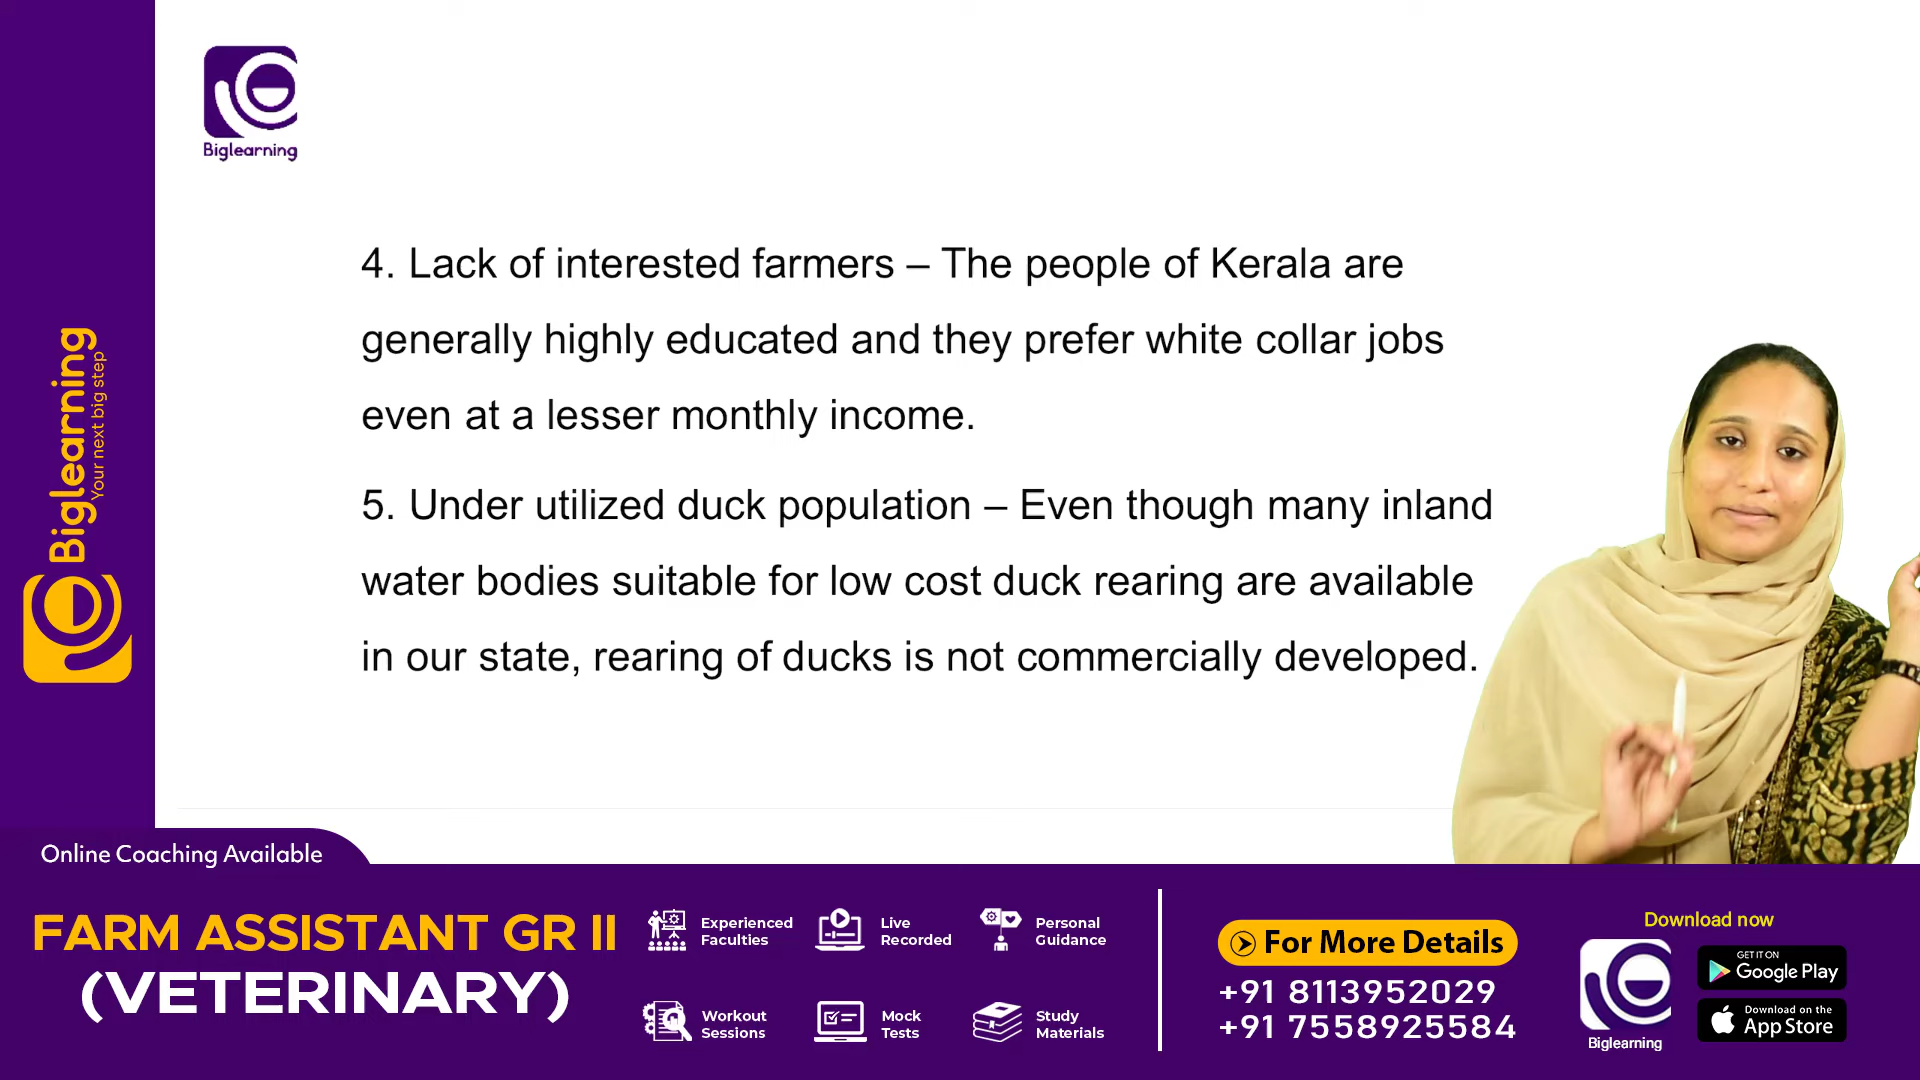 Biglearning
4. Lack of interested farmers – The people of Kerala are
generally highly educated and they prefer white collar jobs
even at a lesser monthly income.
5. Under utilized duck population – Even though many inland
water bodies suitable for low cost duck rearing are available
in our state, rearing of ducks is not commercially developed.
Biglearning
Your next big step
Online Coaching Available
FARM ASSISTANT GR II
(VETERINARY)
Experienced
Faculties
Live
Recorded
Personal
Guidance
Workout
Sessions
Mock
Tests
Study
Materials
For More Details
+91 8113952029
+91 7558925584
Download now
Biglearning
GET IT ON
Google Play
Download on the
App Store